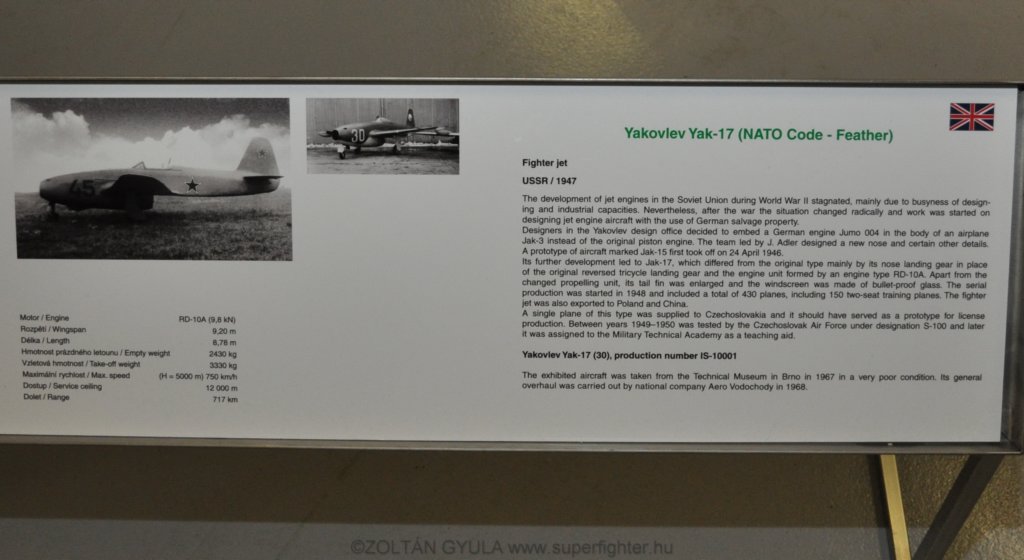 45
30
Yakovlev Yak-17 (NATO Code - Feather)
Fighter jet
USSR / 1947
The development of jet engines in the Soviet Union during World War II stagnated, mainly due to busyness of design-
ing and industrial capacities. Nevertheless, after the war the situation changed radically and work was started on
designing jet engine aircraft with the use of German salvage property.
Designers in the Yakovlev design office decided to embed a German engine Jumo 004 in the body of an airplane
Jak-3 instead of the original piston engine. The team led by J. Adler designed a new nose and certain other details.
A prototype of aircraft marked Jak-15 first took off on 24 April 1946.
Its further development led to Jak-17, which differed from the original type mainly by its nose landing gear in place
of the original reversed tricycle landing gear and the engine unit formed by an engine type RD-10A. Apart from the
changed propelling unit, its tail fin was enlarged and the windscreen was made of bullet-proof glass. The serial
production was started in 1948 and included a total of 430 planes, including 150 two-seat training planes. The fighter
jet was also exported to Poland and China.
A single plane of this type was supplied to Czechoslovakia and it should have served as a prototype for license
production. Between years 1949–1950 was tested by the Czechoslovak Air Force under designation S-100 and later
it was assigned to the Military Technical Academy as a teaching aid.
Yakovlev Yak-17 (30), production number IS-10001
The exhibited aircraft was taken from the Technical Museum in Brno in 1967 in a very poor condition. Its general
overhaul was carried out by national company Aero Vodochody in 1968.
Motor / Engine RD-10A (9,8 kN)
Rozpětí / Wingspan 9,20 m
Délka / Length 8,78 m
Hmotnost prázdného letounu / Empty weight 2430 kg
Vzletová hmotnost / Take-off weight 3330 kg
Maximální rychlost / Max. speed (H = 5000 m) 750 km/h
Dostup / Service ceiling 12 000 m
Dolet / Range 717 km
©ZOLTÁN GYULA www.superfighter.hu